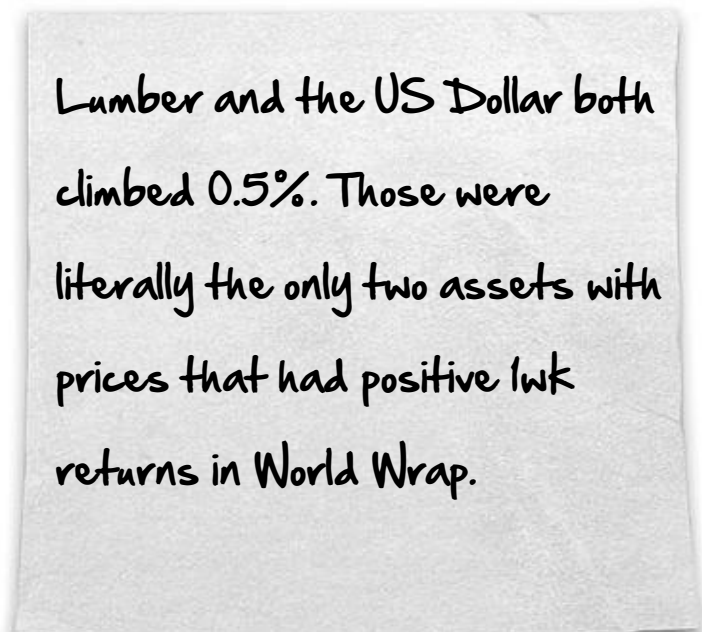 Lumber and the US Dollar both
climbed 0.5%. Those were
literally the only two assets with
prices that had positive 1wk
returns in World Wrap.